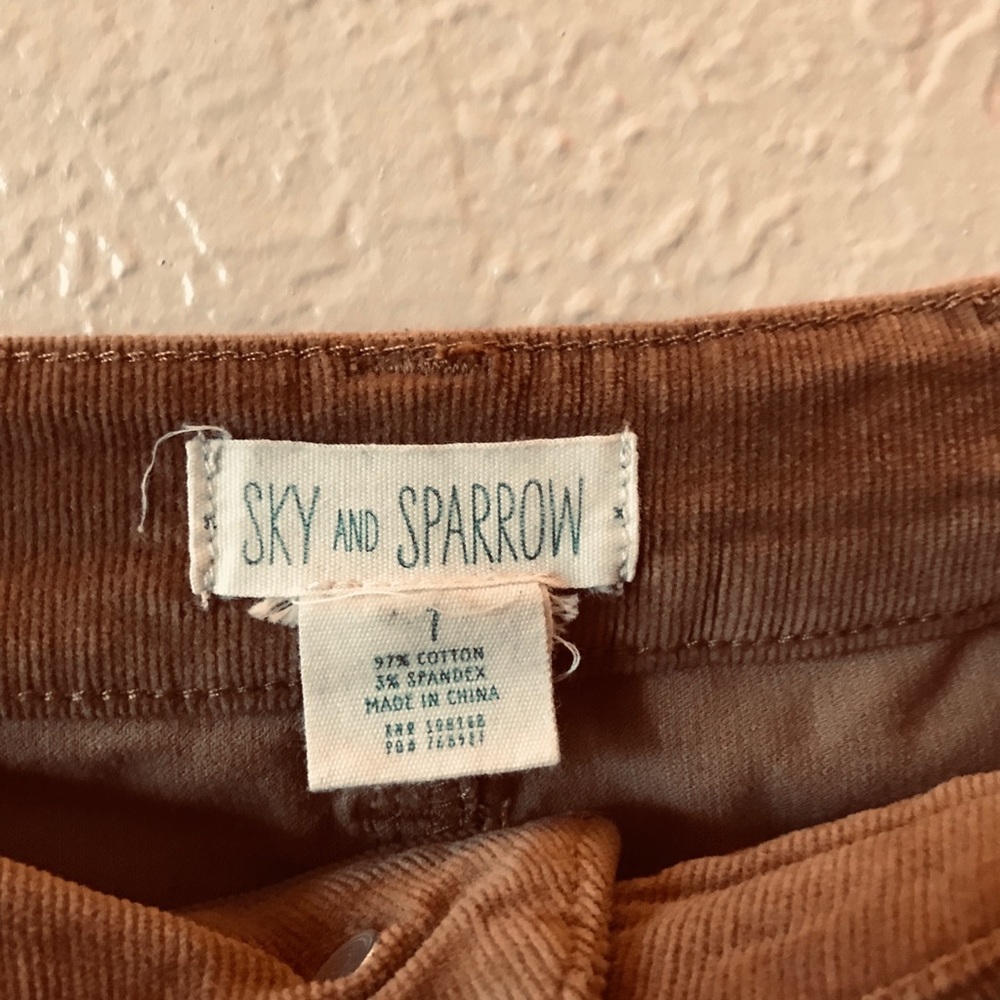 SKY AND SPARROW
7
97% COTTON
3% SPANDEX
MADE IN CHINA